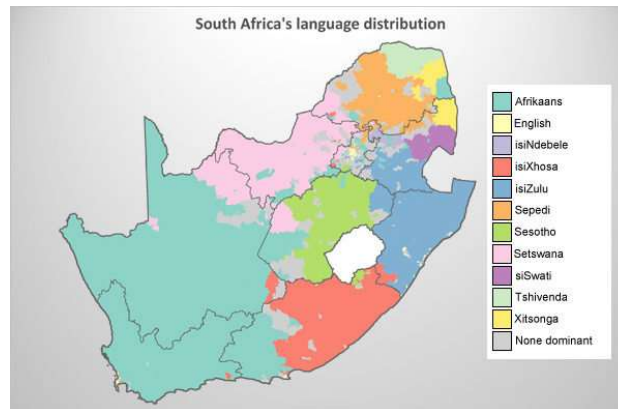 South Africa's language distribution
Afrikaans
English
isiNdebele
isiXhosa
isiZulu
Sepedi
Sesotho
Setswana
siSwati
Tshivenda
Xitsonga
None dominant